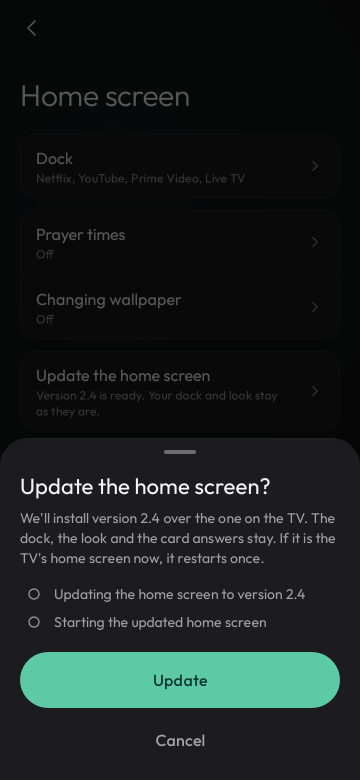 Home screen
Dock
Netflix, YouTube, Prime Video, Live TV
Prayer times
Off
Changing wallpaper
Off
Update the home screen
Version 2.4 is ready. Your dock and look stay
as they are.
Update the home screen?
We'll install version 2.4 over the one on the TV. The
dock, the look and the card answers stay. If it is the
TV's home screen now, it restarts once.
Updating the home screen to version 2.4
Starting the updated home screen
Update
Cancel